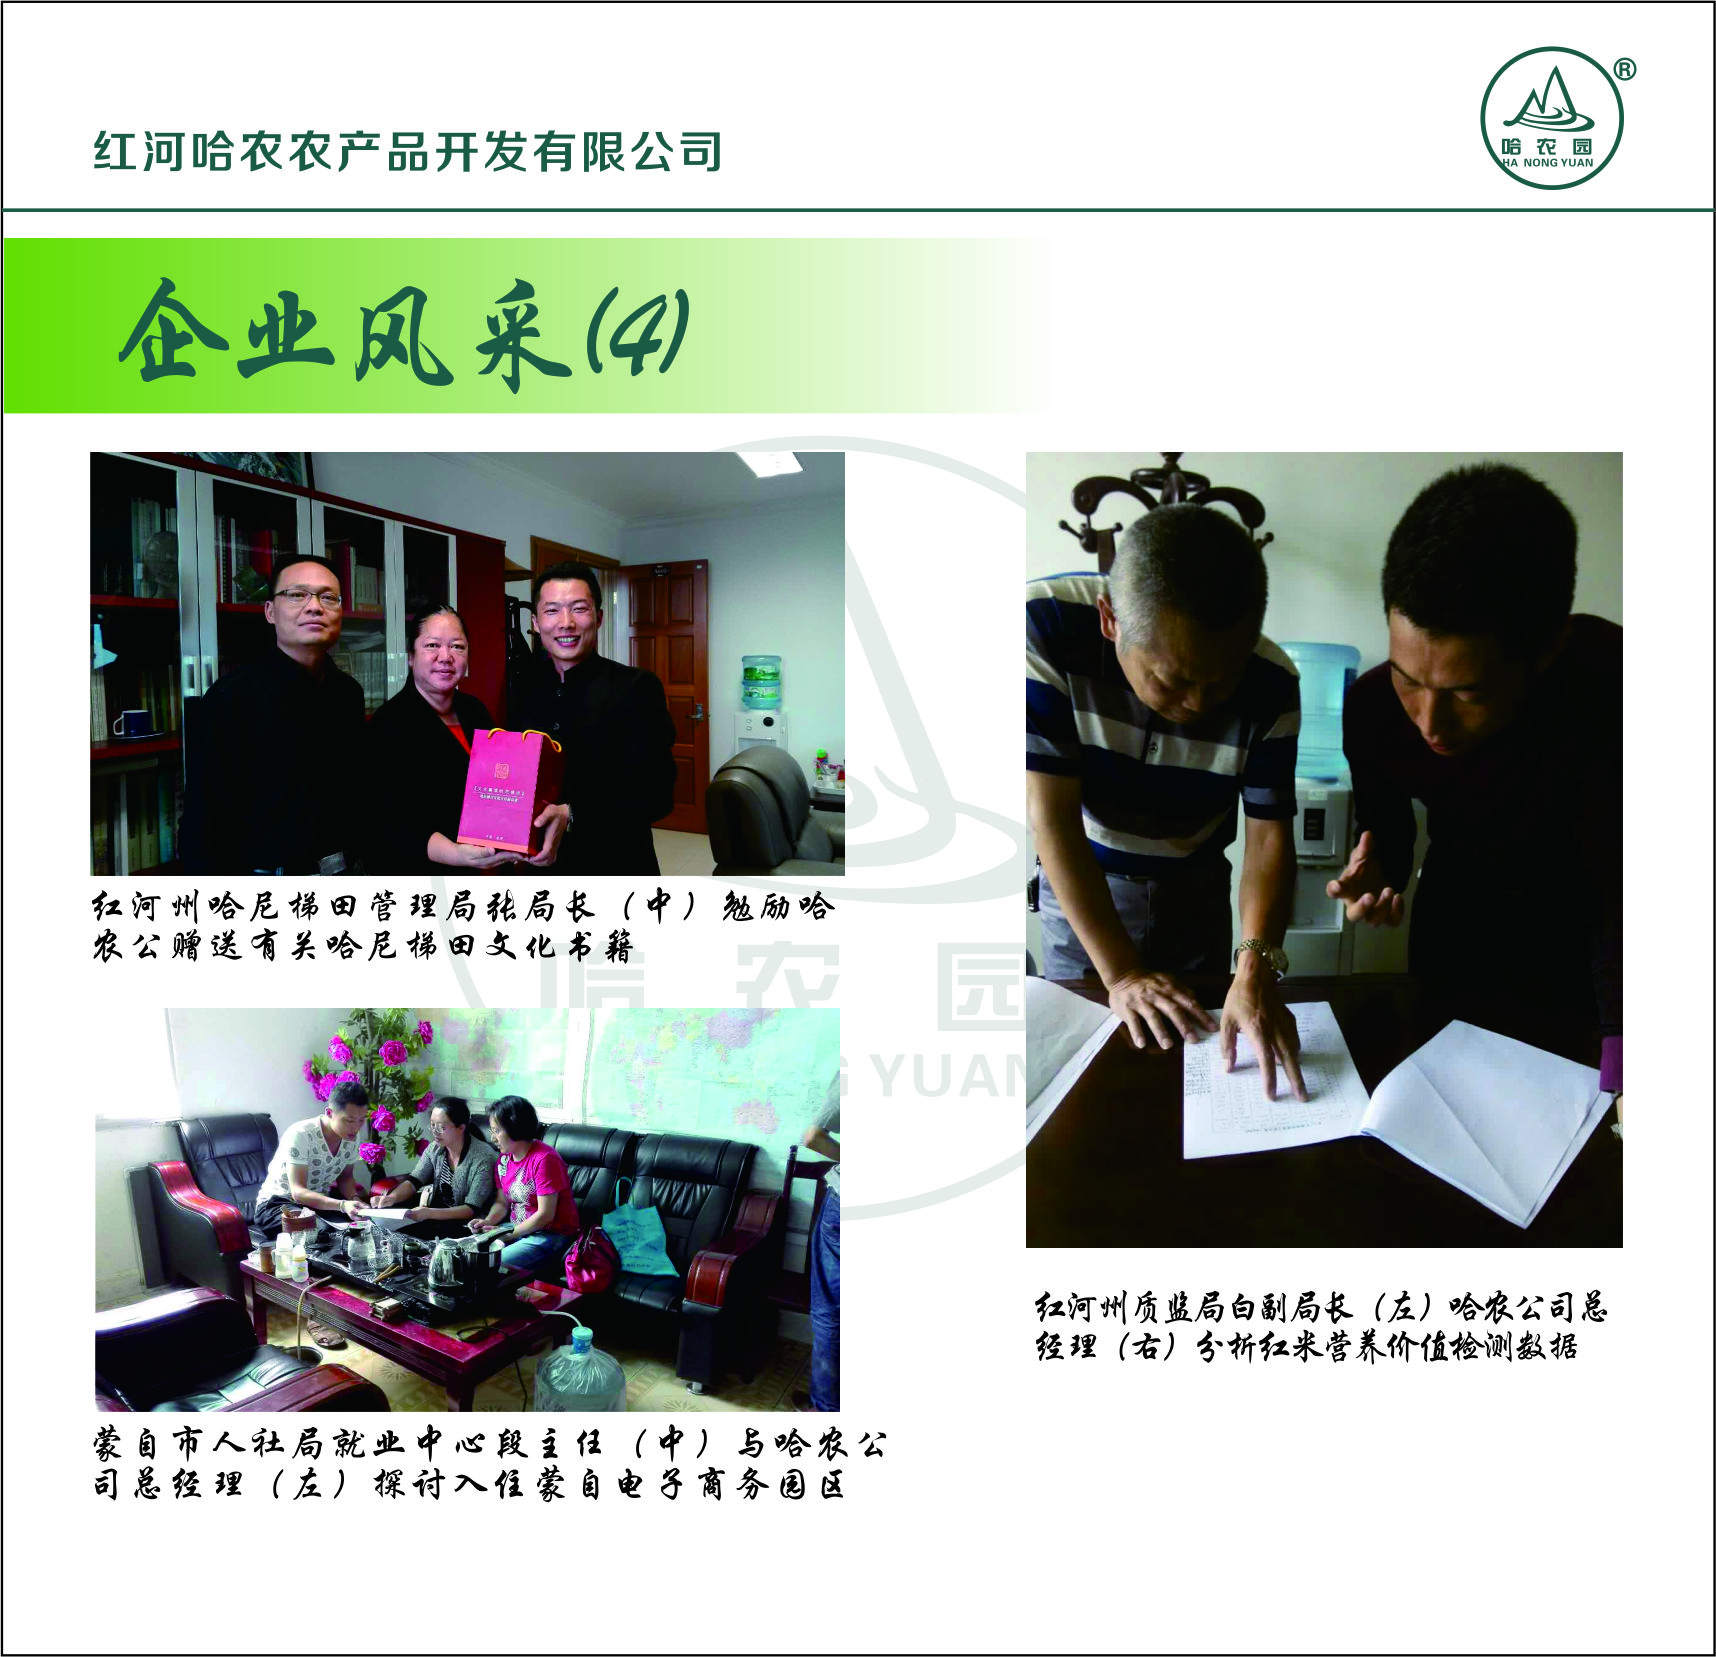 红河哈农农产品开发有限公司
®
哈农园
HA NONG YUAN
企业风采(4)
红河州哈尼梯田管理局张局长（中）勉励哈
农公赠送有关哈尼梯田文化书籍
哈农园
G YUAN
蒙自市人社局就业中心段主任（中）与哈农公
司总经理（左）探讨入住蒙自电子商务园区
红河州质监局白副局长（左）哈农公司总
经理（右）分析红米营养价值检测数据